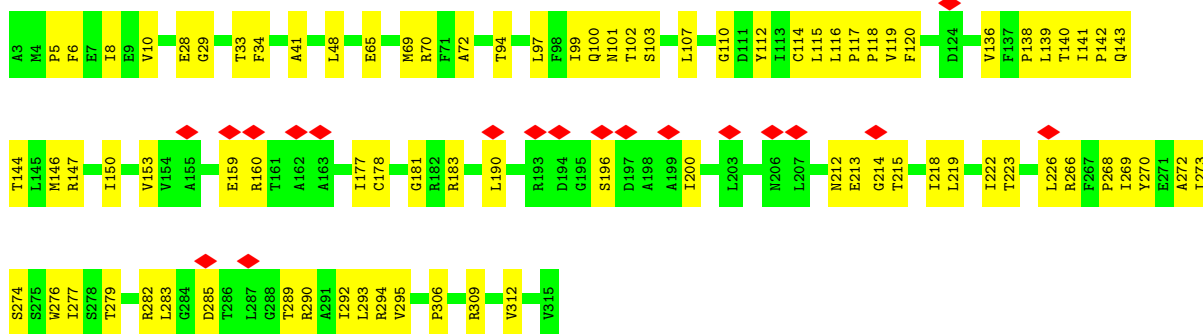 A3 M4 P5 F6 E7 I8 E9 V10 E28 G29 T33 F34 A41 L48 E65 M69 R70 F71 A72 T94 L97 F98 I99 Q100 N101 T102 S103 L107 G110 D111 Y112 I113 C114 L115 L116 P117 P118 V119 F120 D124 V136 F137 P138 L139 T140 I141 P142 Q143
T144 L145 M146 R147 I150 V153 V154 A155 E159 R160 T161 A162 A163 I177 C178 G181 R182 R183 L190 R193 D194 G195 S196 D197 A198 A199 I200 L203 N206 L207 N212 E213 G214 T215 I218 L219 I222 T223 L226 R266 F267 P268 I269 Y270 E271 A272 I273
S274 S275 W276 I277 S278 T279 R282 L283 G284 D285 T286 L287 G288 T289 R290 A291 I292 L293 R294 V295 P306 R309 V312 V315